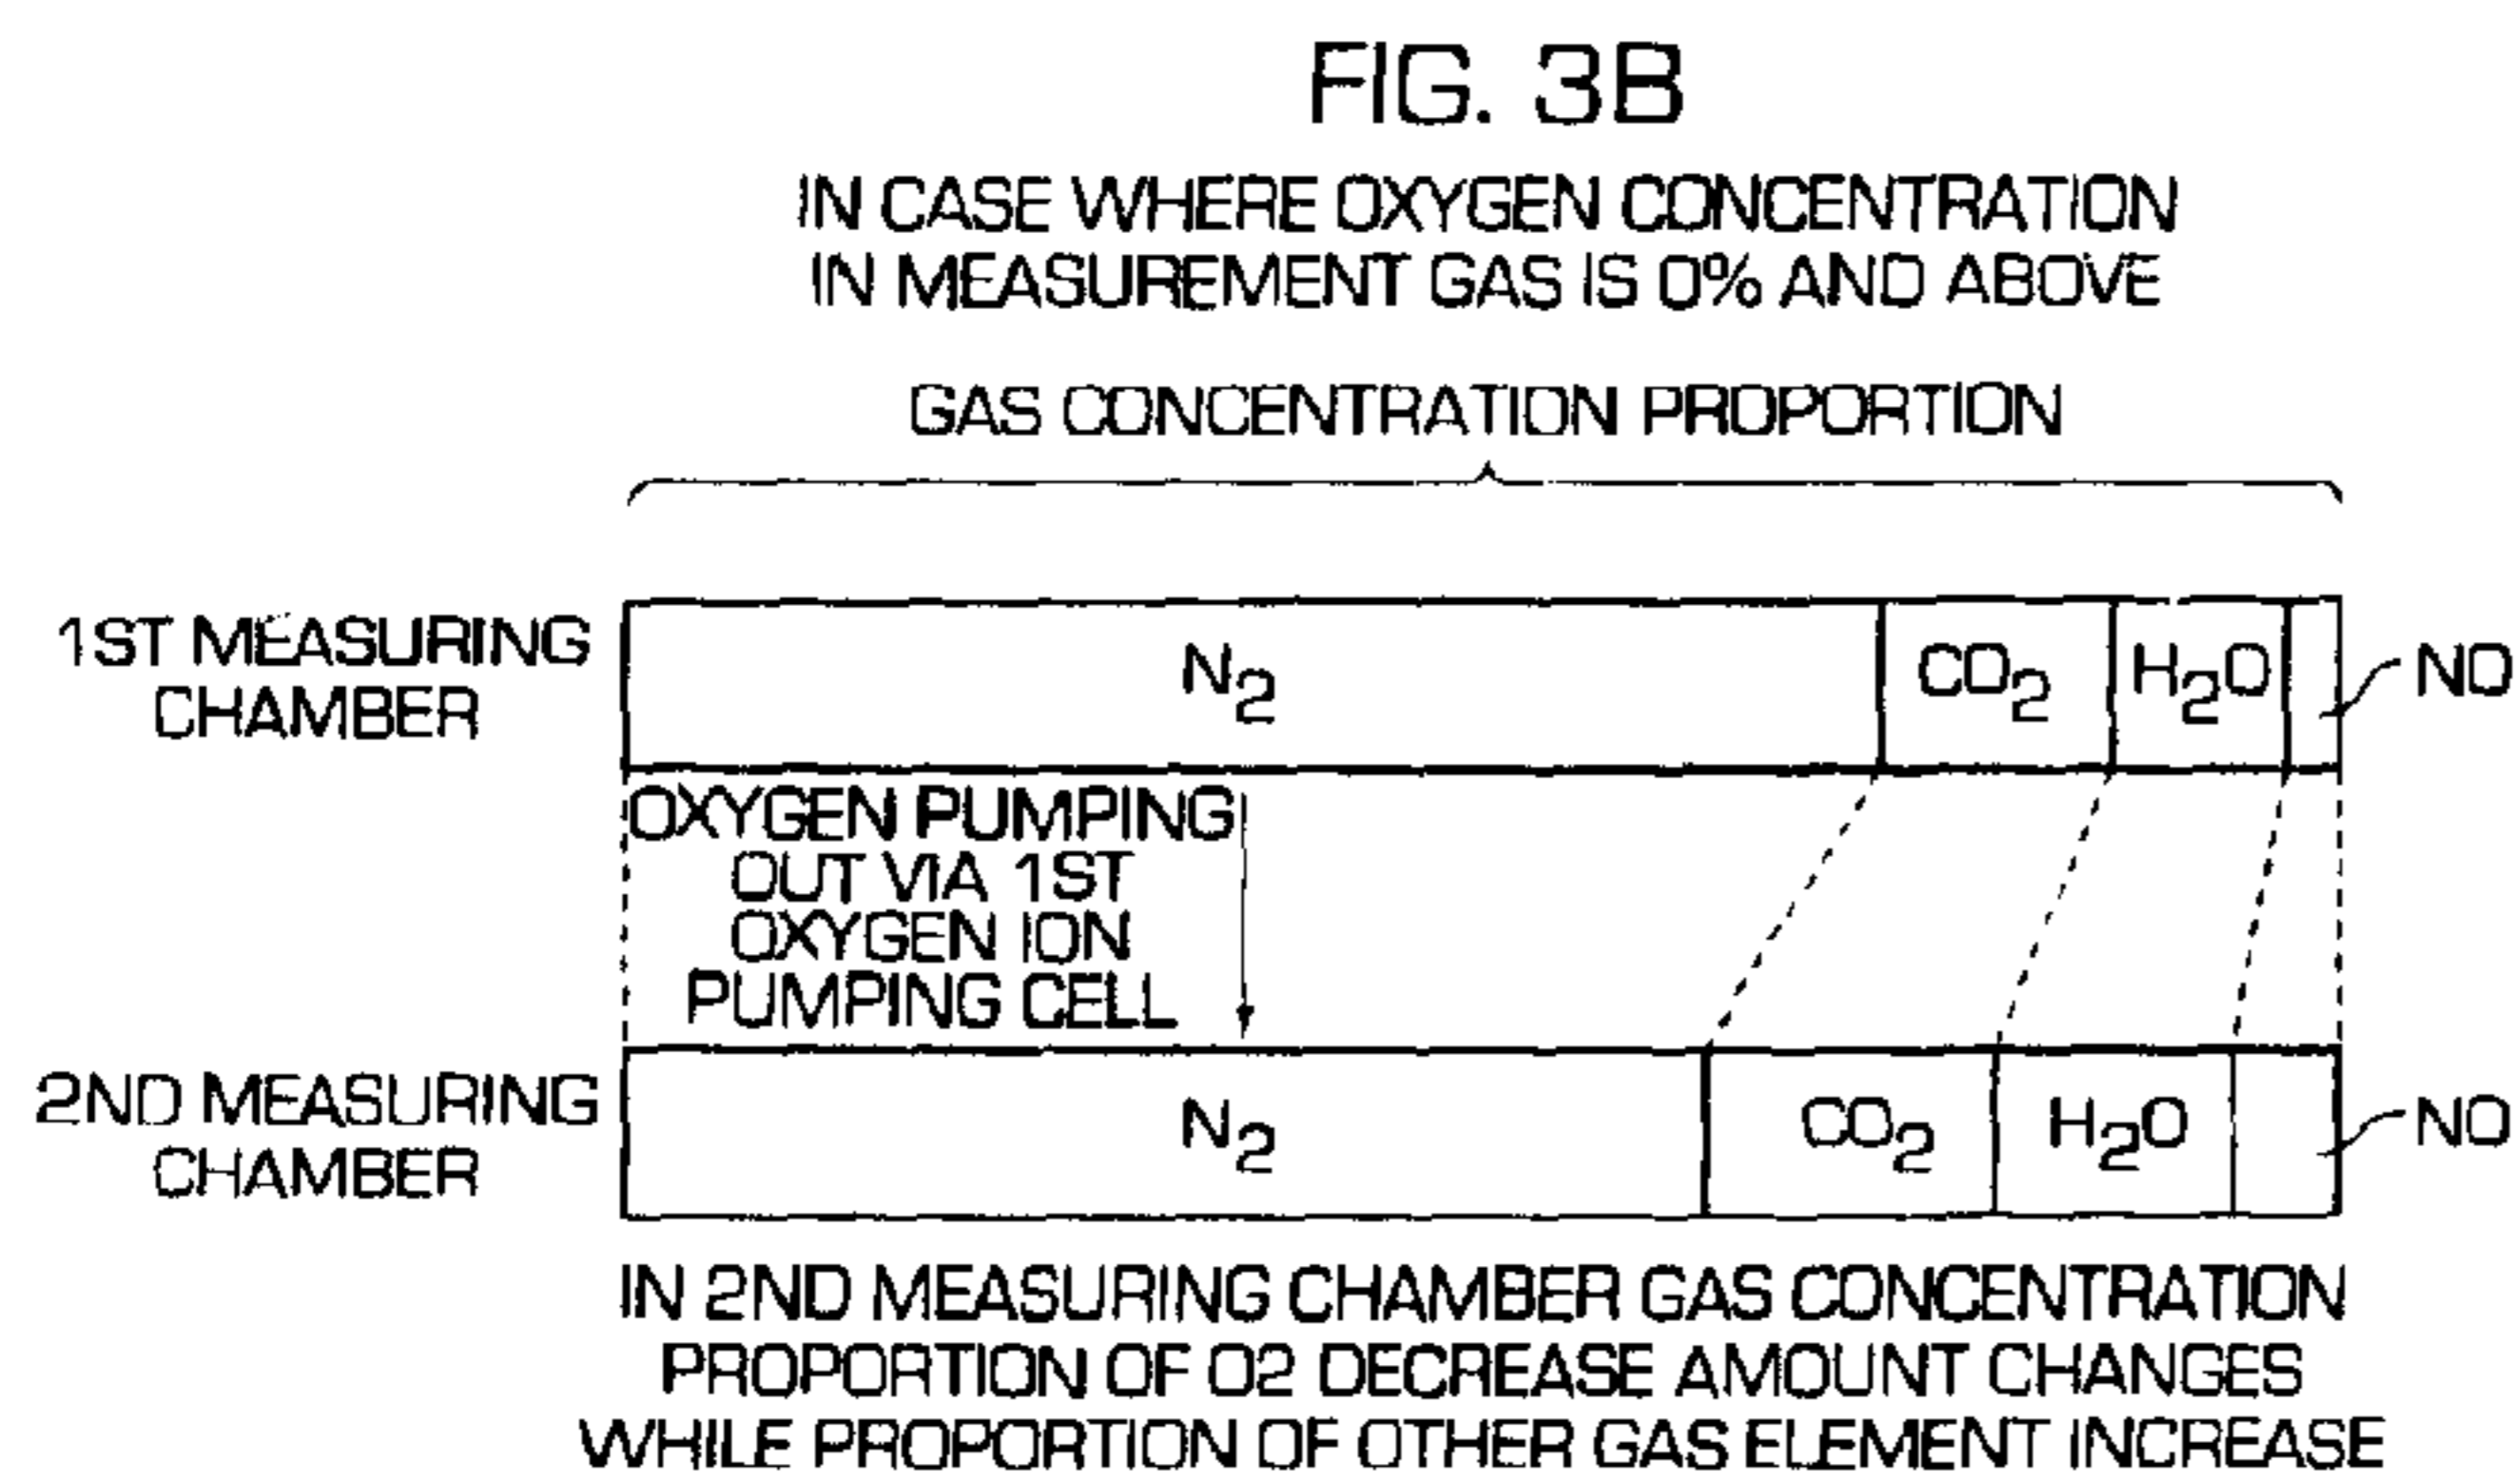 FIG. 3B
IN CASE WHERE OXYGEN CONCENTRATION
IN MEASUREMENT GAS IS 0% AND ABOVE
GAS CONCENTRATION PROPORTION
1ST MEASURING
CHAMBER
N2
CO2
H2O
NO
OXYGEN PUMPING
OUT VIA 1ST
OXYGEN ION
PUMPING CELL
2ND MEASURING
CHAMBER
N2
CO2
H2O
NO
IN 2ND MEASURING CHAMBER GAS CONCENTRATION
PROPORTION OF O2 DECREASE AMOUNT CHANGES
WHILE PROPORTION OF OTHER GAS ELEMENT INCREASE